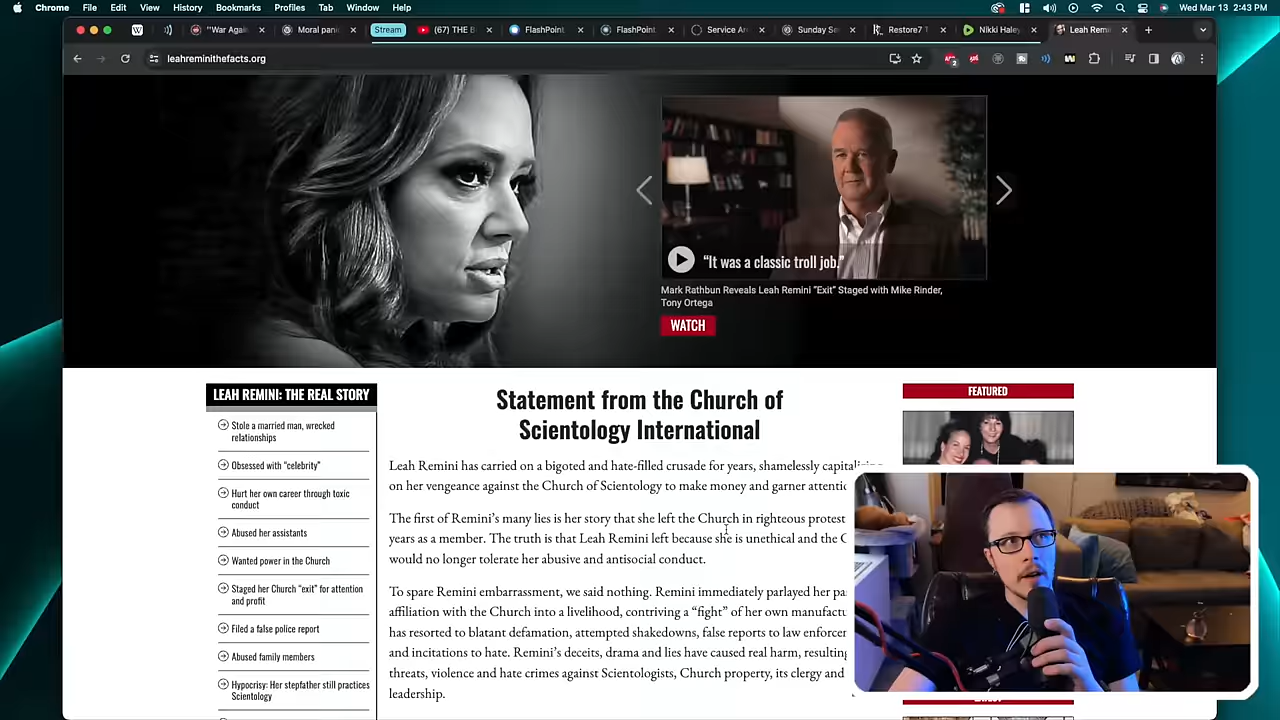 Chrome File Edit View History Bookmarks Profiles Tab Window Help Wed Mar 13 2:43 PM
"War Agai Moral panic Stream (67) THE B FlashPoint FlashPoint Service Ar Sunday Se Restore7 T Nikki Haley Leah Remi
leahreminithefacts.org
"It was a classic troll job."
Mark Rathbun Reveals Leah Remini "Exit" Staged with Mike Rinder,
Tony Ortega
WATCH
LEAH REMINI: THE REAL STORY
Stole a married man, wrecked
relationships
Obsessed with "celebrity"
Hurt her own career through toxic
conduct
Abused her assistants
Wanted power in the Church
Staged her Church "exit" for attention
and profit
Filed a false police report
Abused family members
Hypocrisy: Her stepfather still practices
Scientology
Statement from the Church of
Scientology International
Leah Remini has carried on a bigoted and hate-filled crusade for years, shamelessly capitalizing
on her vengeance against the Church of Scientology to make money and garner attentio
The first of Remini's many lies is her story that she left the Church in righteous protest
years as a member. The truth is that Leah Remini left because she is unethical and the C
would no longer tolerate her abusive and antisocial conduct.
To spare Remini embarrassment, we said nothing. Remini immediately parlayed her pas
affiliation with the Church into a livelihood, contriving a "fight" of her own manufactu
has resorted to blatant defamation, attempted shakedowns, false reports to law enforcer
and incitations to hate. Remini's deceits, drama and lies have caused real harm, resulting
threats, violence and hate crimes against Scientologists, Church property, its clergy and
leadership.
FEATURED